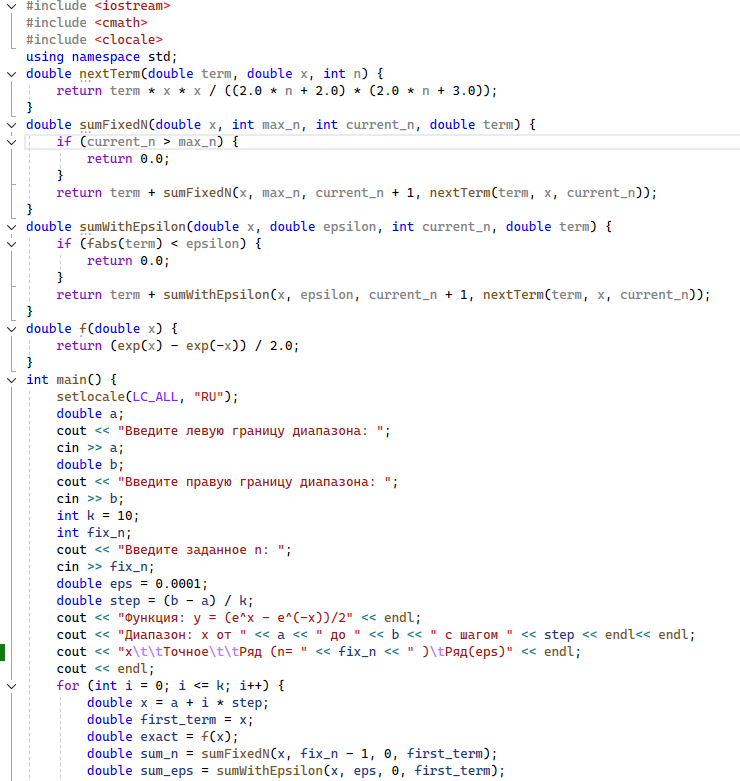 #include <iostream>
#include <cmath>
#include <clocale>
using namespace std;
double nextTerm(double term, double x, int n) {
    return term * x * x / ((2.0 * n + 2.0) * (2.0 * n + 3.0));
}
double sumFixedN(double x, int max_n, int current_n, double term) {
    if (current_n > max_n) {
        return 0.0;
    }
    return term + sumFixedN(x, max_n, current_n + 1, nextTerm(term, x, current_n));
}
double sumWithEpsilon(double x, double epsilon, int current_n, double term) {
    if (fabs(term) < epsilon) {
        return 0.0;
    }
    return term + sumWithEpsilon(x, epsilon, current_n + 1, nextTerm(term, x, current_n));
}
double f(double x) {
    return (exp(x) - exp(-x)) / 2.0;
}
int main() {
    setlocale(LC_ALL, "RU");
    double a;
    cout << "Введите левую границу диапазона: ";
    cin >> a;
    double b;
    cout << "Введите правую границу диапазона: ";
    cin >> b;
    int k = 10;
    int fix_n;
    cout << "Введите заданное n: ";
    cin >> fix_n;
    double eps = 0.0001;
    double step = (b - a) / k;
    cout << "Функция: y = (e^x - e^(-x))/2" << endl;
    cout << "Диапазон: x от " << a << " до " << b << " с шагом " << step << endl<< endl;
    cout << "x\t\tТочное\t\tРяд (n= " << fix_n << " )\tРяд(eps)" << endl;
    cout << endl;
    for (int i = 0; i <= k; i++) {
        double x = a + i * step;
        double first_term = x;
        double exact = f(x);
        double sum_n = sumFixedN(x, fix_n - 1, 0, first_term);
        double sum_eps = sumWithEpsilon(x, eps, 0, first_term);